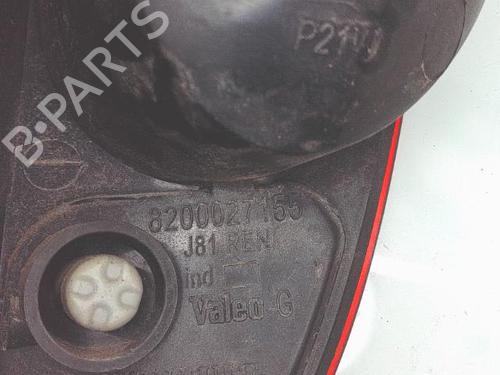 P21W
B-PARTS
8200027155
J81 REN
ind
Valeo G